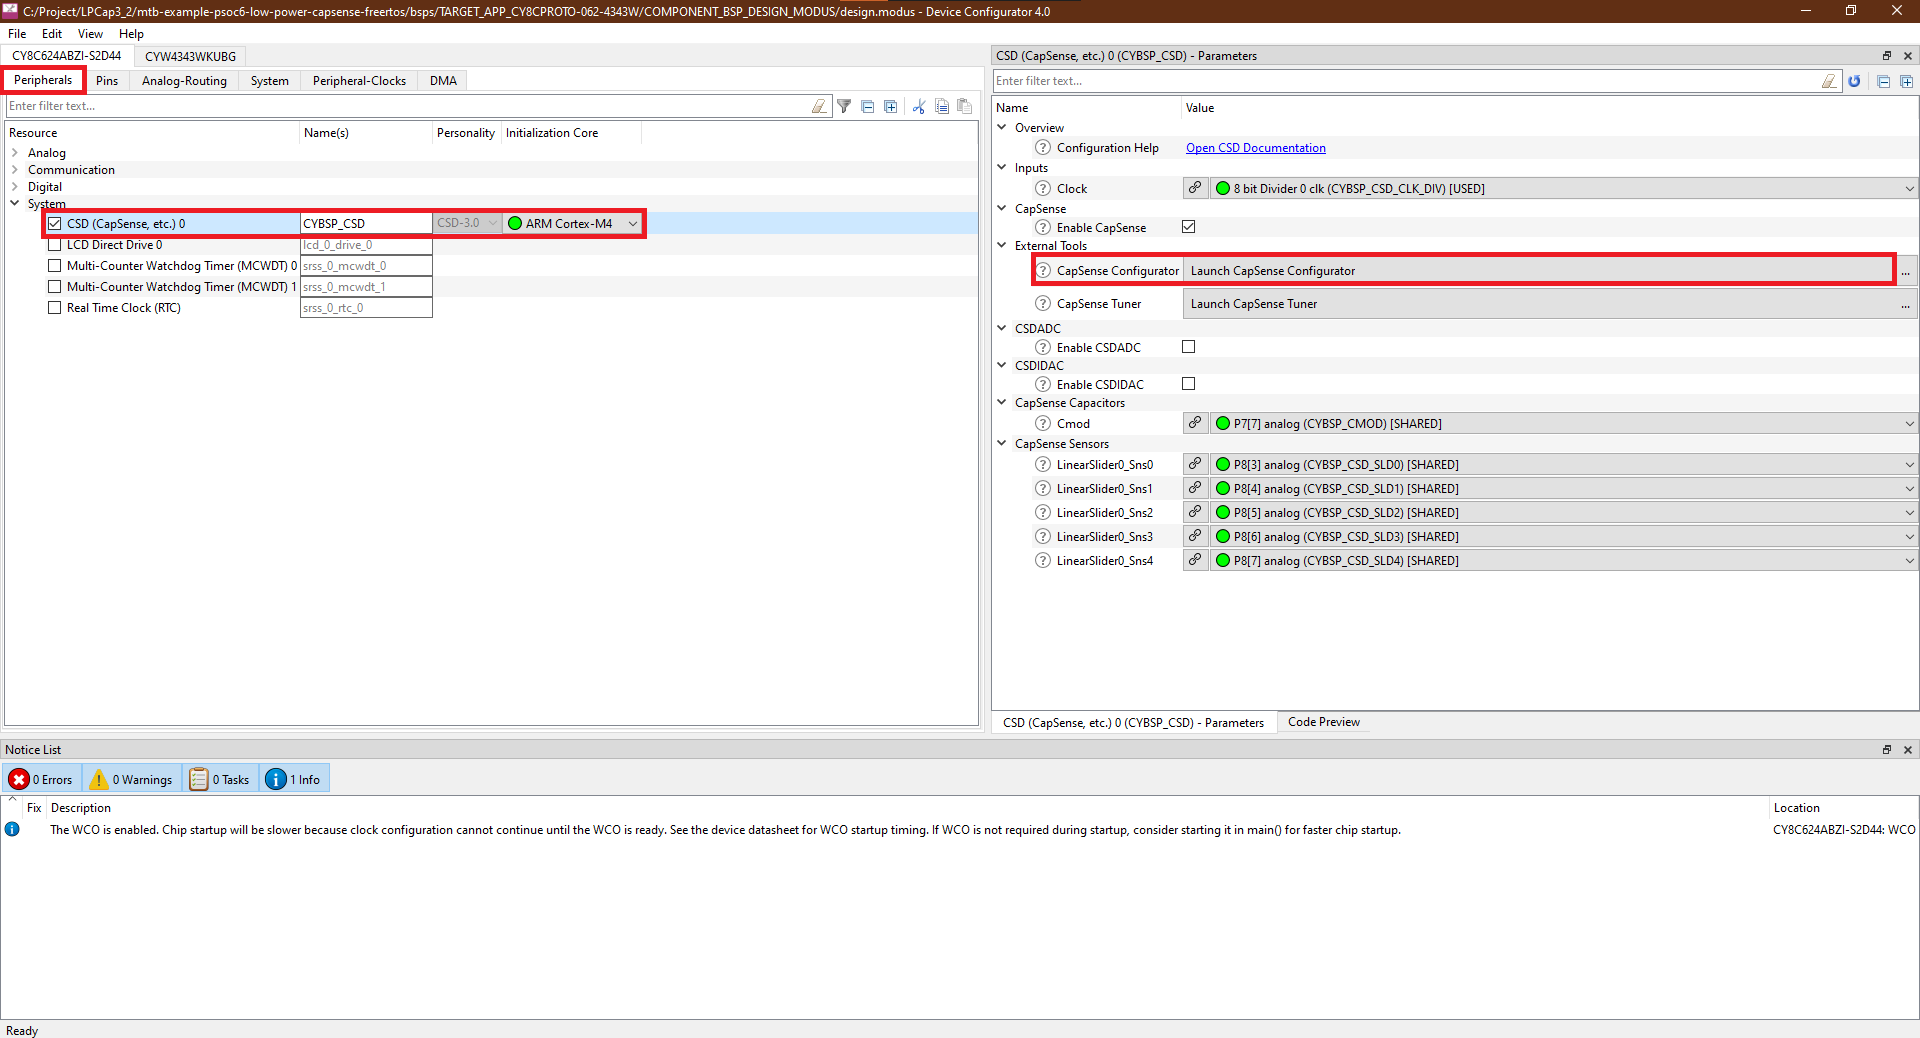 C:/Project/LPCap3_2/mtb-example-psoc6-low-power-capsense-freertos/bsps/TARGET_APP_CY8CPROTO-062-4343W/COMPONENT_BSP_DESIGN_MODUS/design.modus - Device Configurator 4.0
File Edit View Help
CY8C624ABZI-S2D44 CYW4343WKUBG
Peripherals Pins Analog-Routing System Peripheral-Clocks DMA
Enter filter text...
Resource Name(s) Personality Initialization Core
Analog
Communication
Digital
System
CSD (CapSense, etc.) 0 CYBSP_CSD CSD-3.0 ARM Cortex-M4
LCD Direct Drive 0 lcd_0_drive_0
Multi-Counter Watchdog Timer (MCWDT) 0 srss_0_mcwdt_0
Multi-Counter Watchdog Timer (MCWDT) 1 srss_0_mcwdt_1
Real Time Clock (RTC) srss_0_rtc_0
CSD (CapSense, etc.) 0 (CYBSP_CSD) - Parameters
Enter filter text...
Name Value
Overview
Configuration Help Open CSD Documentation
Inputs
Clock 8 bit Divider 0 clk (CYBSP_CSD_CLK_DIV) [USED]
CapSense
Enable CapSense
External Tools
CapSense Configurator Launch CapSense Configurator ...
CapSense Tuner Launch CapSense Tuner ...
CSDADC
Enable CSDADC
CSDIDAC
Enable CSDIDAC
CapSense Capacitors
Cmod P7[7] analog (CYBSP_CMOD) [SHARED]
CapSense Sensors
LinearSlider0_Sns0 P8[3] analog (CYBSP_CSD_SLD0) [SHARED]
LinearSlider0_Sns1 P8[4] analog (CYBSP_CSD_SLD1) [SHARED]
LinearSlider0_Sns2 P8[5] analog (CYBSP_CSD_SLD2) [SHARED]
LinearSlider0_Sns3 P8[6] analog (CYBSP_CSD_SLD3) [SHARED]
LinearSlider0_Sns4 P8[7] analog (CYBSP_CSD_SLD4) [SHARED]
CSD (CapSense, etc.) 0 (CYBSP_CSD) - Parameters Code Preview
Notice List
0 Errors 0 Warnings 0 Tasks 1 Info
Fix Description Location
The WCO is enabled. Chip startup will be slower because clock configuration cannot continue until the WCO is ready. See the device datasheet for WCO startup timing. If WCO is not required during startup, consider starting it in main() for faster chip startup. CY8C624ABZI-S2D44: WCO
Ready